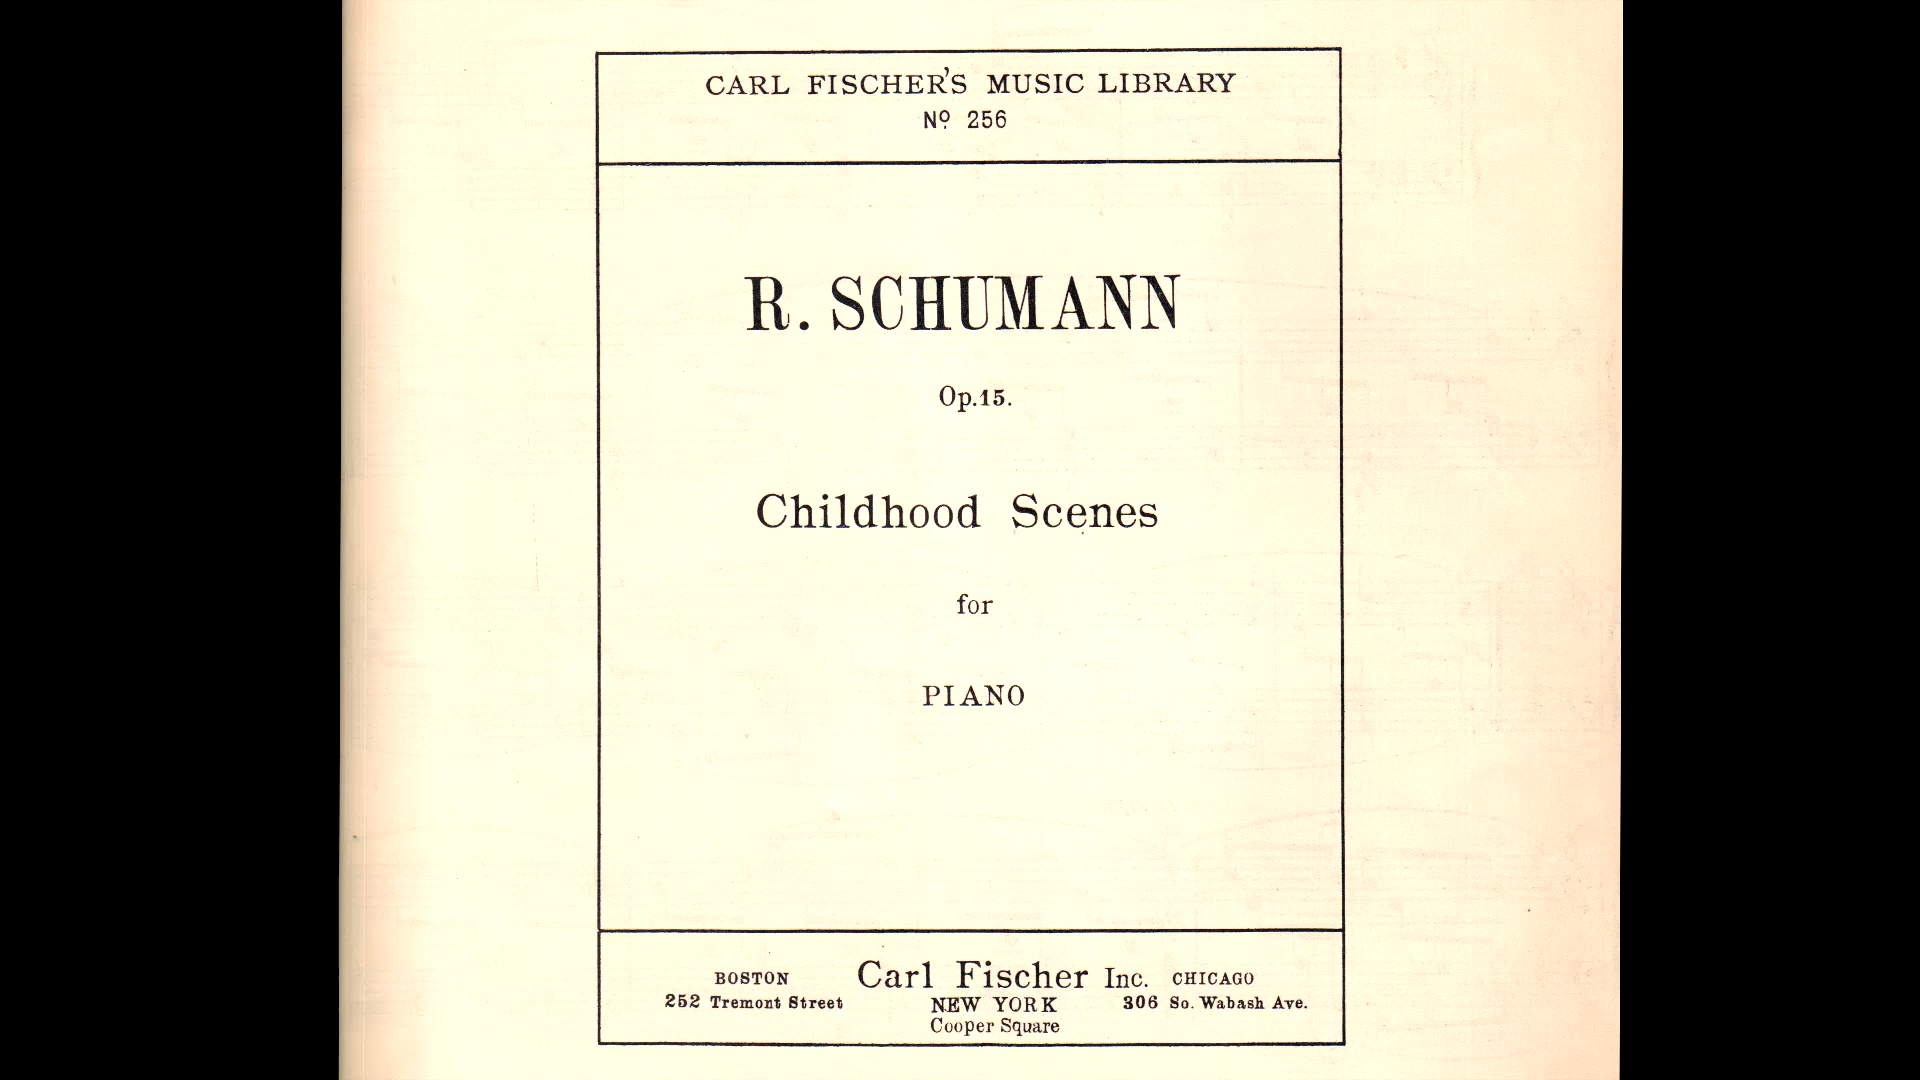 CARL FISCHER'S MUSIC LIBRARY
Nº 256
R. SCHUMANN
Op.15.
Childhood Scenes
for
PIANO
BOSTON Carl Fischer Inc. CHICAGO
252 Tremont Street NEW YORK 306 So. Wabash Ave.
Cooper Square